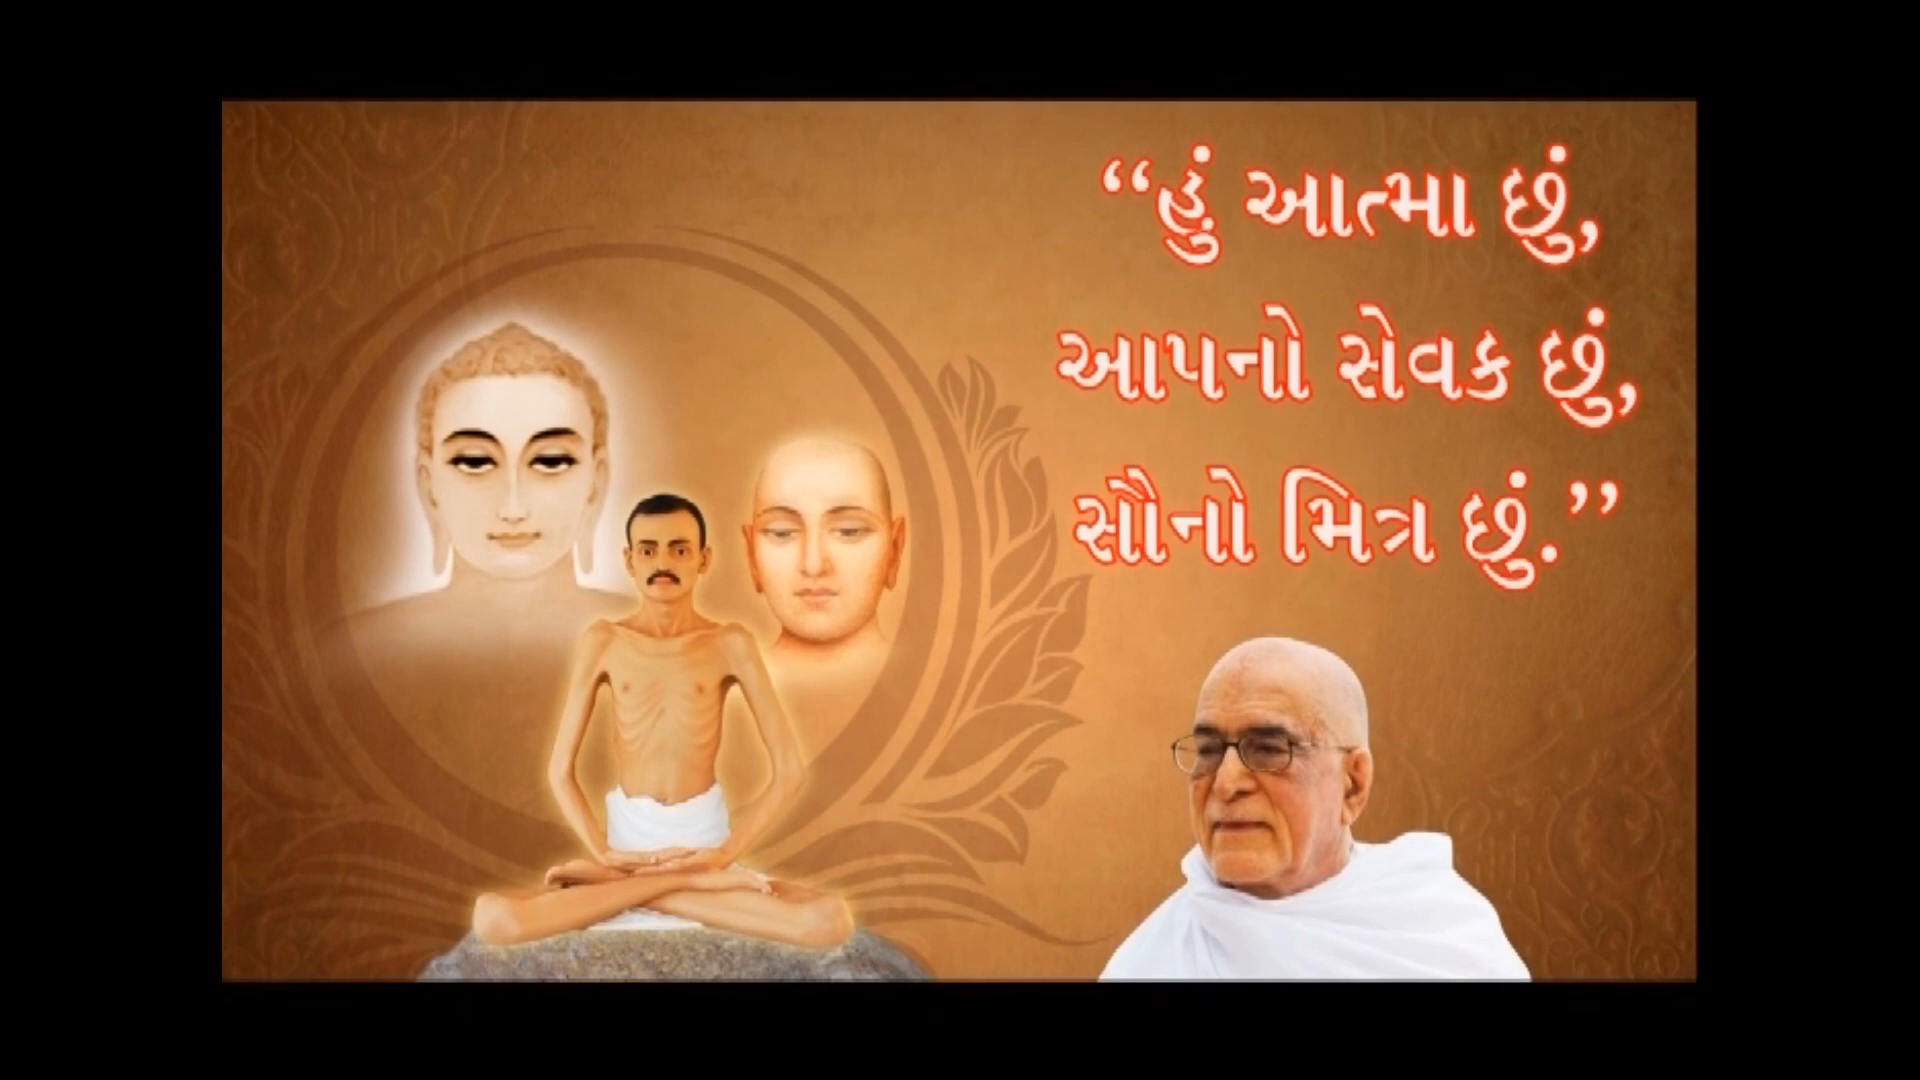 “હું આત્મા છું,
આપનો સેવક છું,
સૌનો મિત્ર છું.”